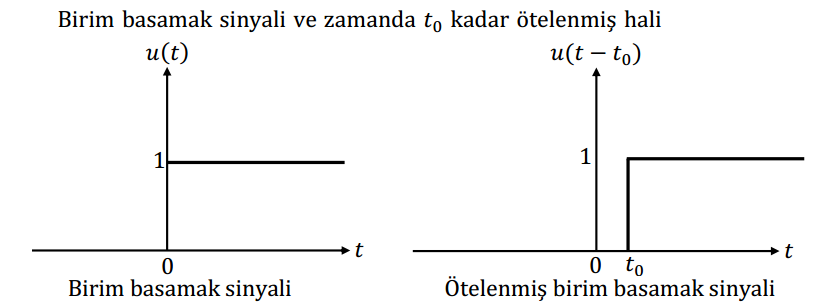 Birim basamak sinyali ve zamanda t₀ kadar ötelenmiş hali
u(t)
u(t − t₀)
1
1
t
t
0
0 t₀
Birim basamak sinyali
Ötelenmiş birim basamak sinyali